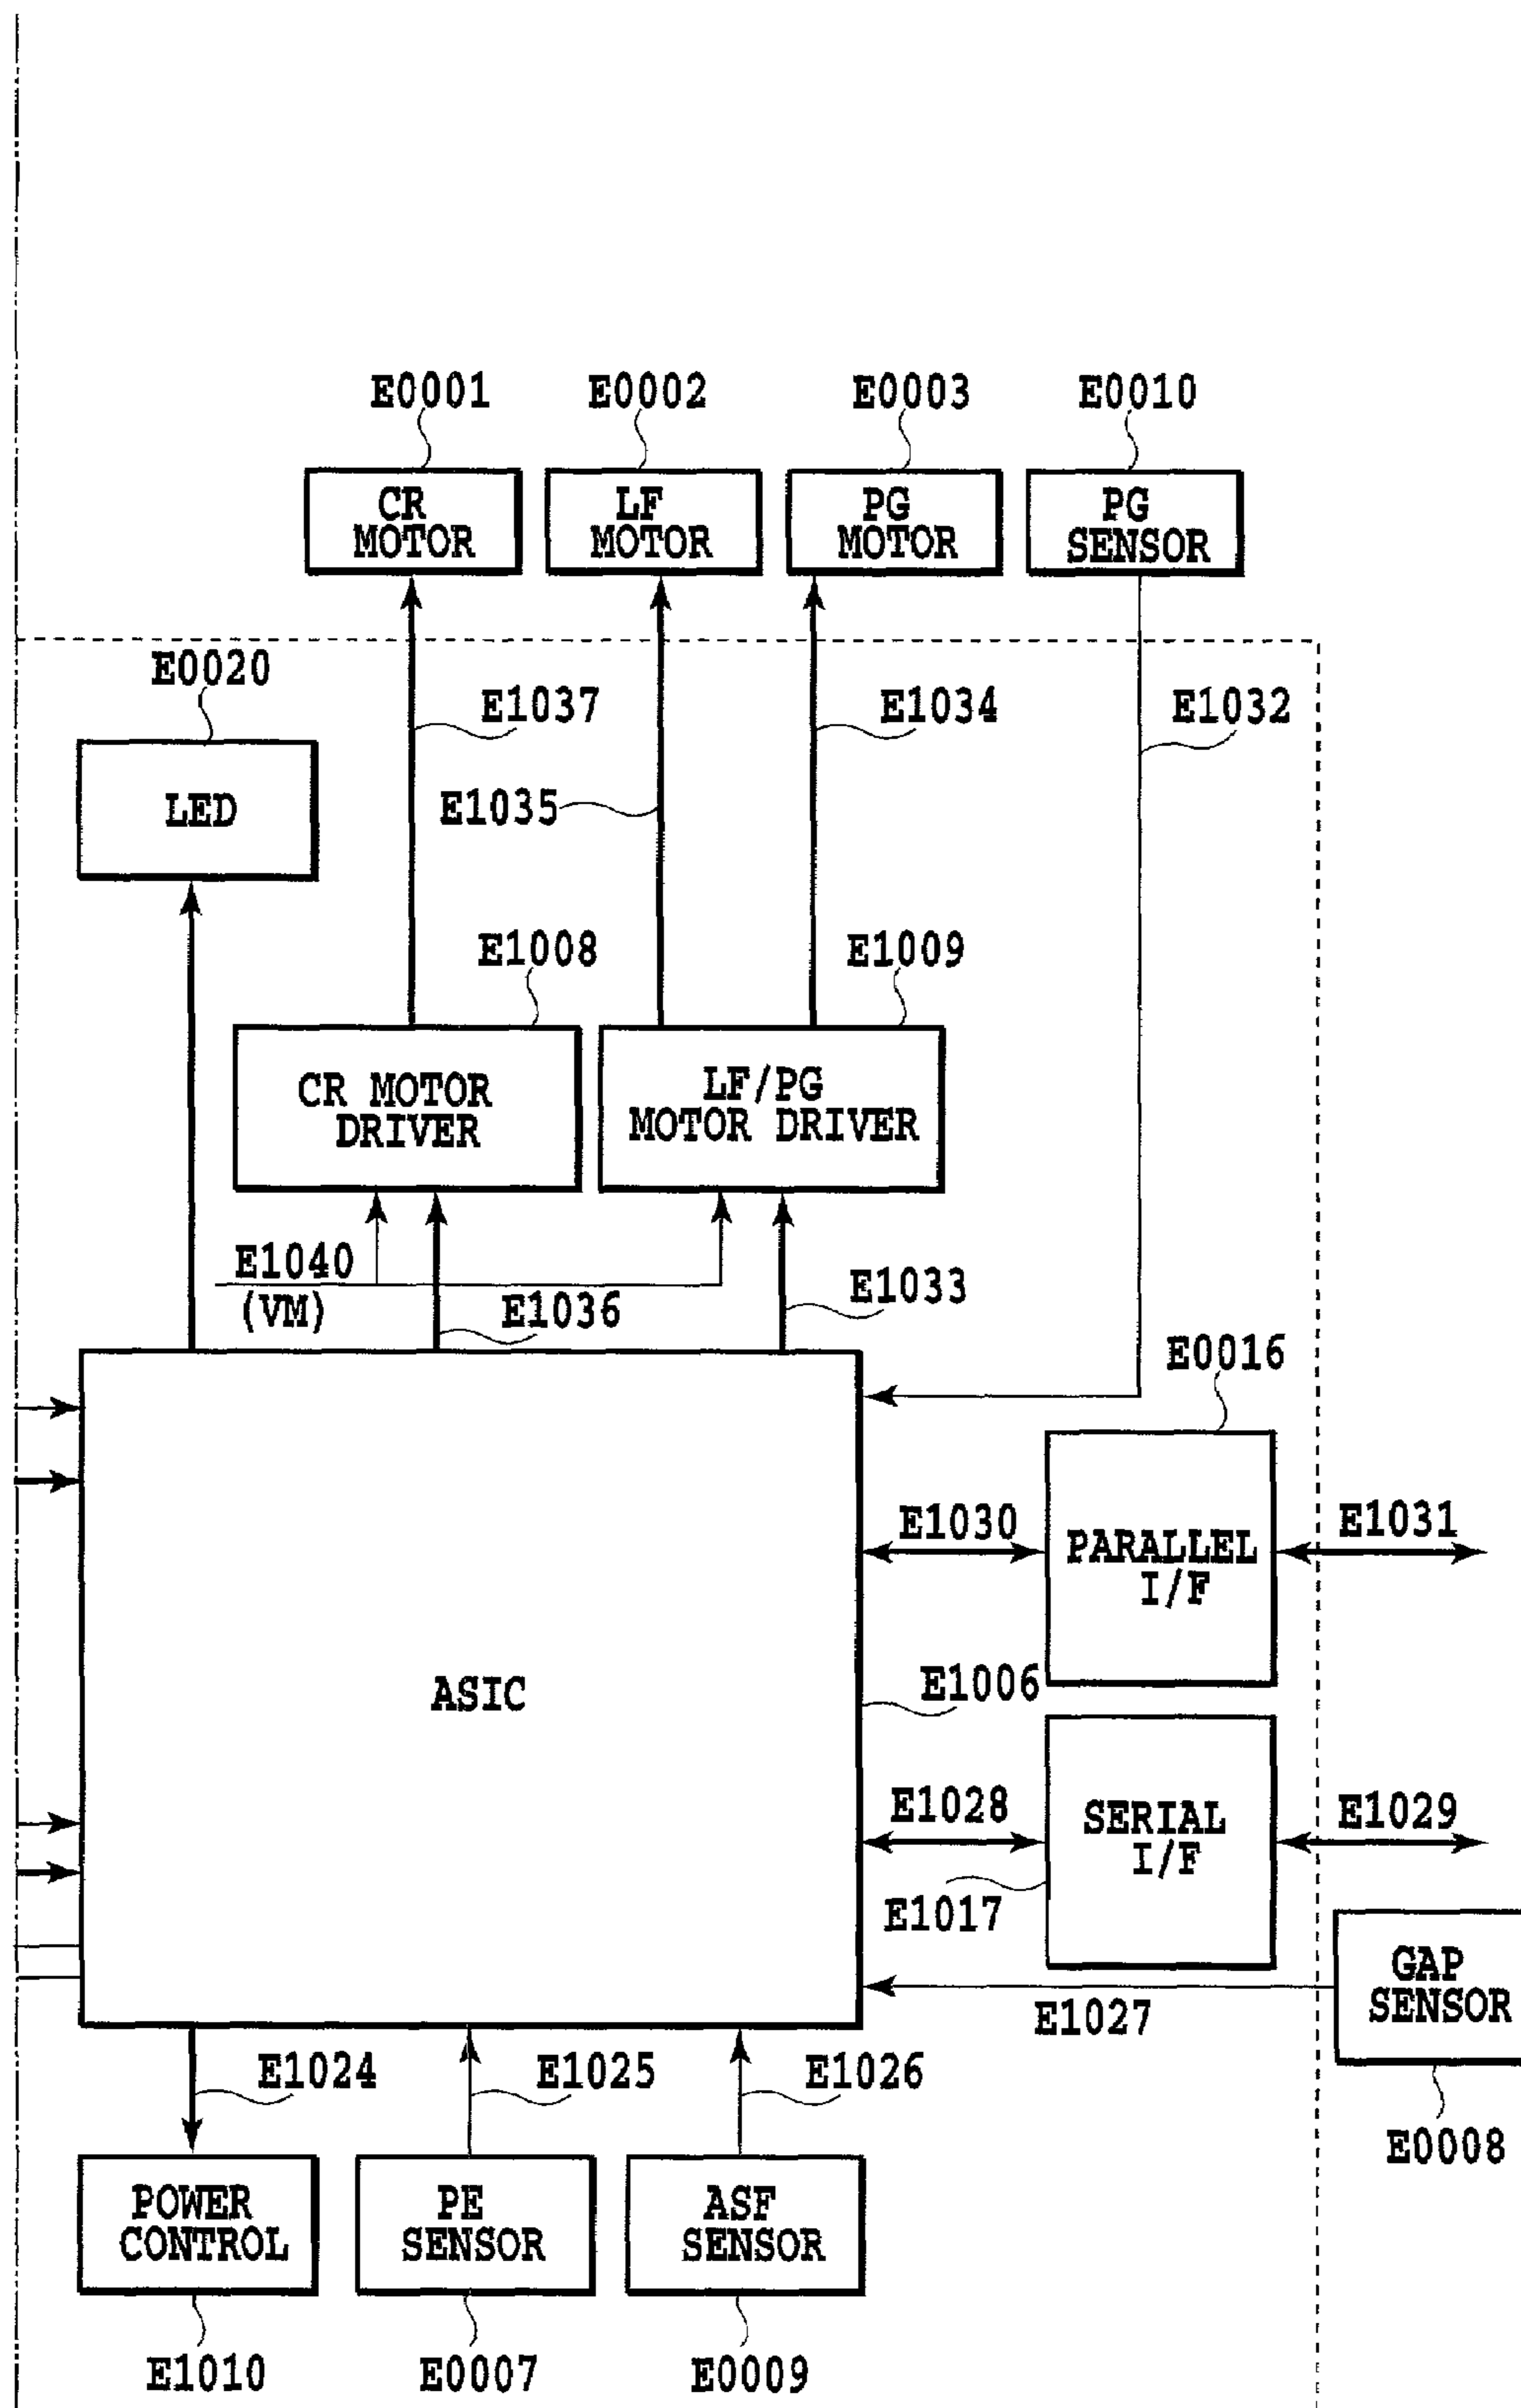 E0001 E0002 E0003 E0010
CR
MOTOR
LF
MOTOR
PG
MOTOR
PG
SENSOR
E0020
E1037 E1034 E1032
LED
E1035
E1008 E1009
CR MOTOR
DRIVER
LF/PG
MOTOR DRIVER
E1040
(VM)
E1036
E1033
E0016
E1030
PARALLEL
I/F
E1031
ASIC
E1006
E1028
SERIAL
I/F
E1029
E1017
GAP
SENSOR
E1027
E1024 E1025 E1026
E0008
POWER
CONTROL
PE
SENSOR
ASF
SENSOR
E1010 E0007 E0009